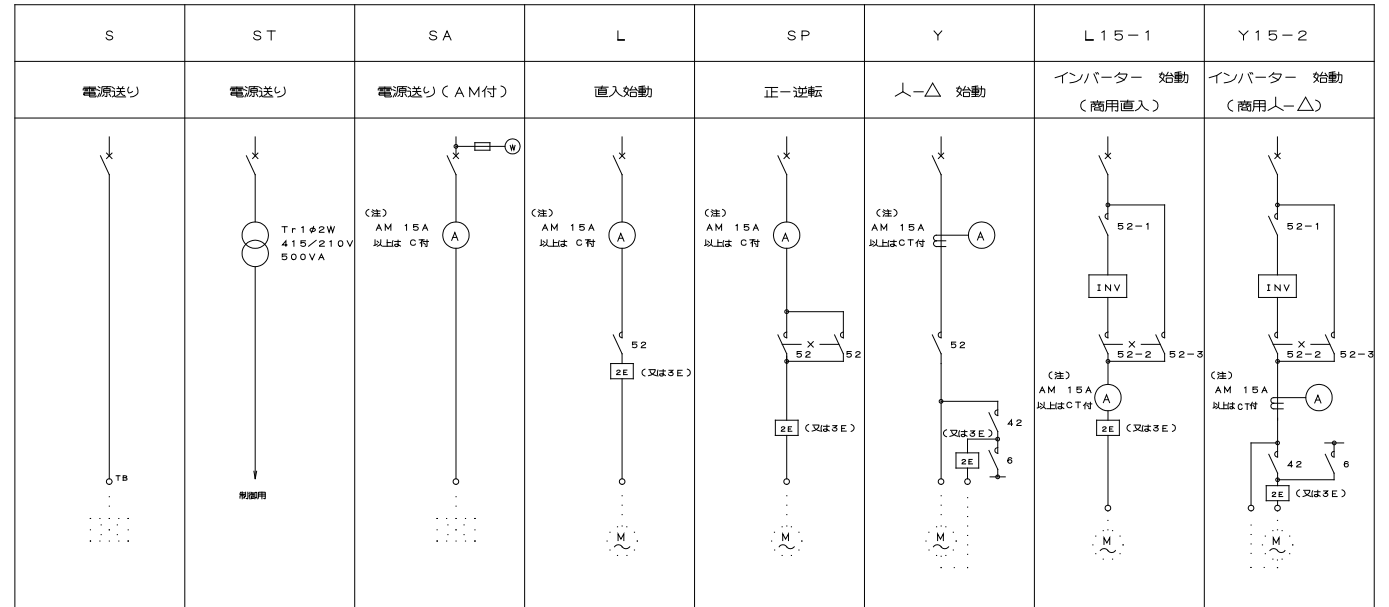 S
ST
SA
L
SP
Y
L15-1
Y15-2
電源送り
電源送り
電源送り(AM付)
直入始動
正-逆転
人-△ 始動
インバーター 始動
(商用直入)
インバーター 始動
(商用人-△)
TB
Tr1φ2W
415/210V
500VA
制御用
W
(注)
AM 15A
以上は C付
A
(注)
AM 15A
以上は C付
A
52
2E (又は3E)
M
(注)
AM 15A
以上は C付
A
52
52
2E (又は3E)
M
(注)
AM 15A
以上はCT付
A
52
42
(又は3E)
2E
6
M
52-1
INV
52-2
52-3
(注)
AM 15A
以上はCT付
A
2E (又は3E)
M
52-1
INV
52-2
52-3
(注)
AM 15A
以上はCT付
A
42
6
2E (又は3E)
M